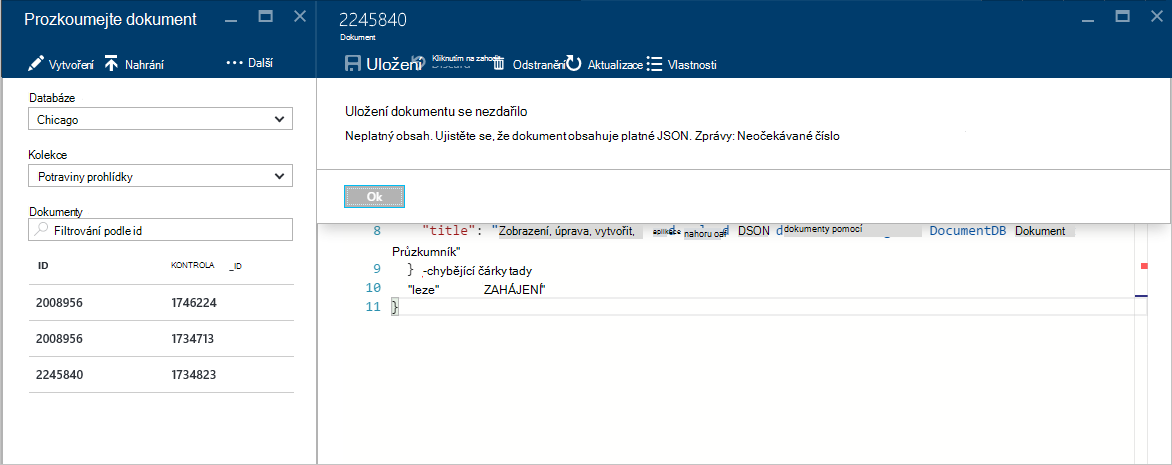 Prozkoumejte dokument
Vytvoření
Nahrání
Další
Databáze
Chicago
Kolekce
Potraviny prohlídky
Dokumenty
Filtrování podle id
ID KONTROLA _ID
2008956 1746224
2008956 1734713
2245840 1734823
2245840
Dokument
Uložení
Kliknutím na zahodit
Odstranění
Aktualizace
Vlastnosti
Uložení dokumentu se nezdařilo
Neplatný obsah. Ujistěte se, že dokument obsahuje platné JSON. Zprávy: Neočekávané číslo
Ok
8 "title": "Zobrazení, úprava, vytvořit, aplikace nahoru DSON dokumenty pomocí DocumentDB Dokument
Průzkumník"
9 } -chybějící čárky tady
10 "leze" ZAHÁJENÍ"
11 }